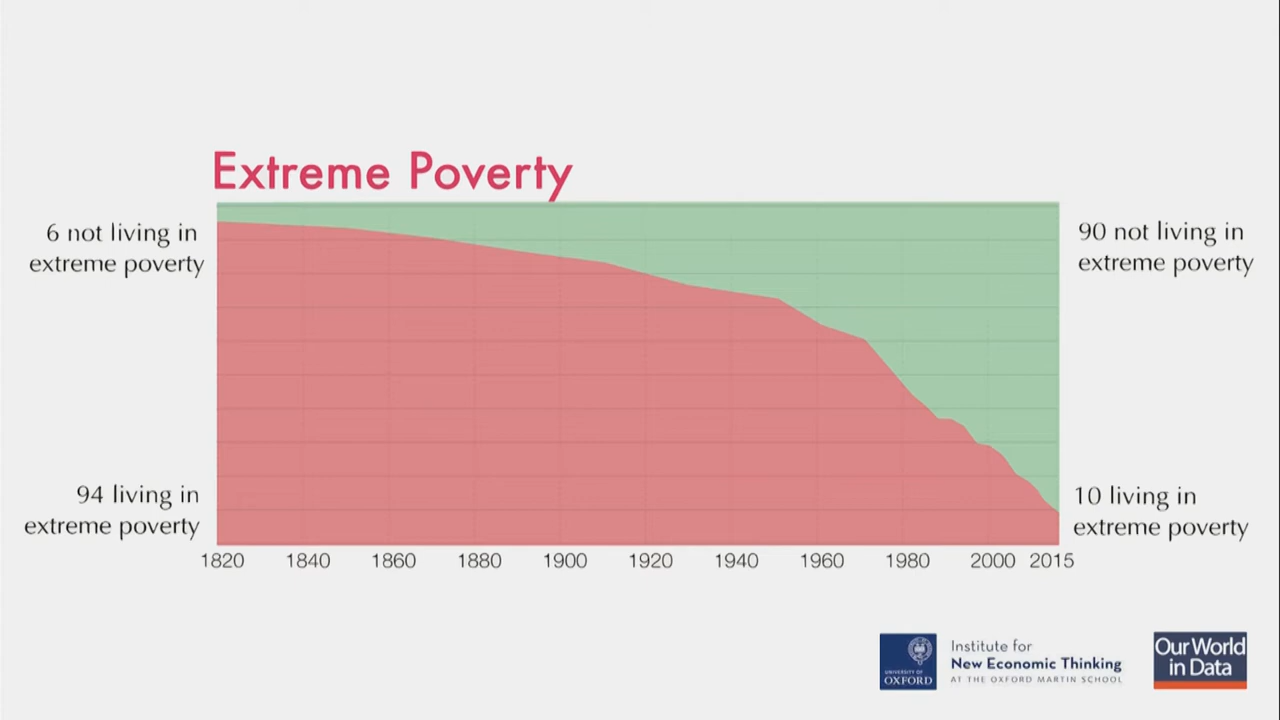 Extreme Poverty
6 not living in
extreme poverty
90 not living in
extreme poverty
94 living in
extreme poverty
10 living in
extreme poverty
1820 1840 1860 1880 1900 1920 1940 1960 1980 2000 2015
UNIVERSITY OF
OXFORD
Institute for
New Economic Thinking
AT THE OXFORD MARTIN SCHOOL
Our World
in Data